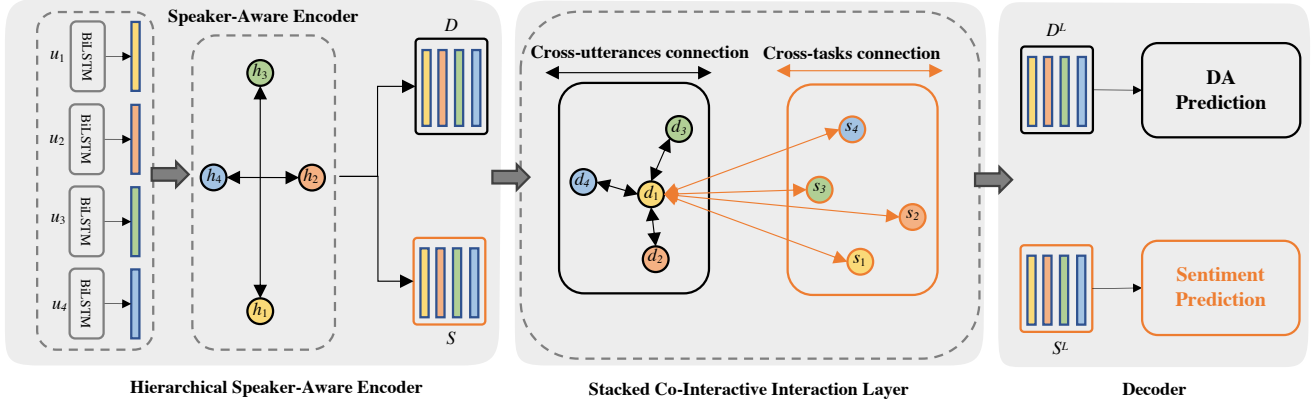 Speaker-Aware Encoder
u1
BiLSTM
u2
BiLSTM
u3
BiLSTM
u4
BiLSTM
h3
h4
h2
h1
D
S
Cross-utterances connection
Cross-tasks connection
d3
d4
d1
d2
s4
s3
s2
s1
D^L
DA
Prediction
Sentiment
Prediction
S^L
Hierarchical Speaker-Aware Encoder
Stacked Co-Interactive Interaction Layer
Decoder